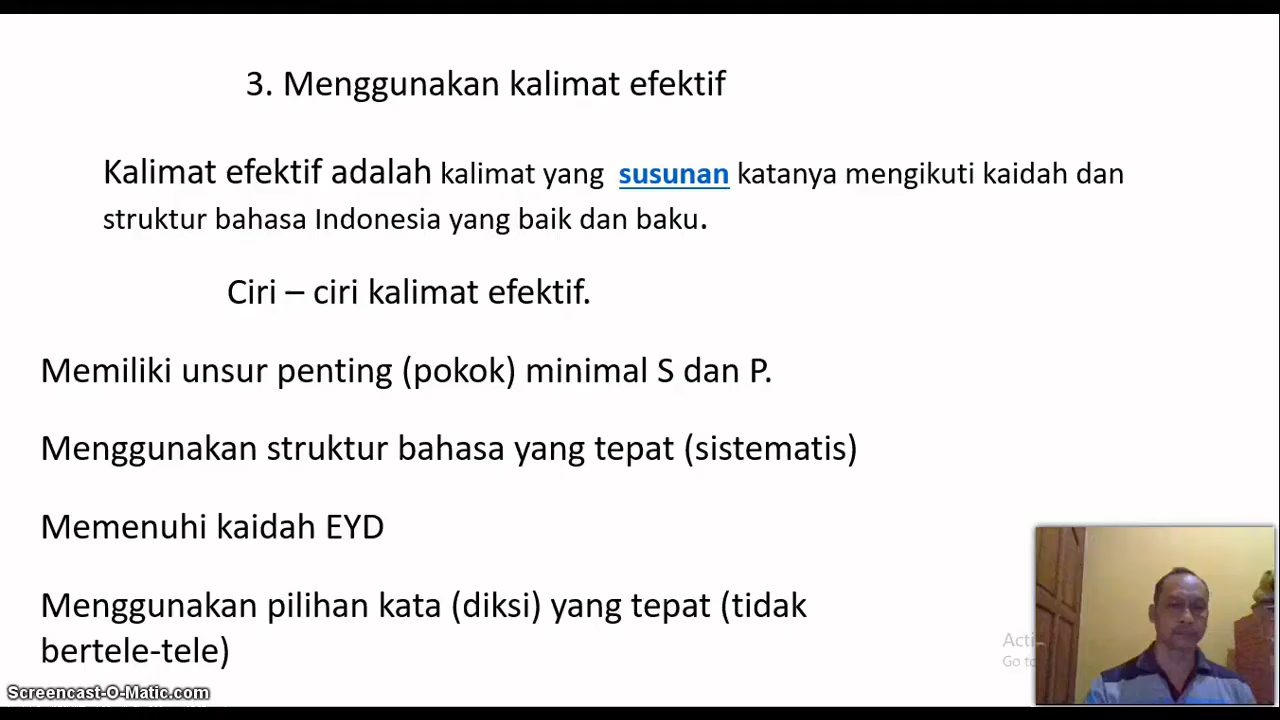 3. Menggunakan kalimat efektif
Kalimat efektif adalah kalimat yang susunan katanya mengikuti kaidah dan
struktur bahasa Indonesia yang baik dan baku.
Ciri – ciri kalimat efektif.
Memiliki unsur penting (pokok) minimal S dan P.
Menggunakan struktur bahasa yang tepat (sistematis)
Memenuhi kaidah EYD
Menggunakan pilihan kata (diksi) yang tepat (tidak
bertele-tele)
Go
Screencast-O-Matic.com